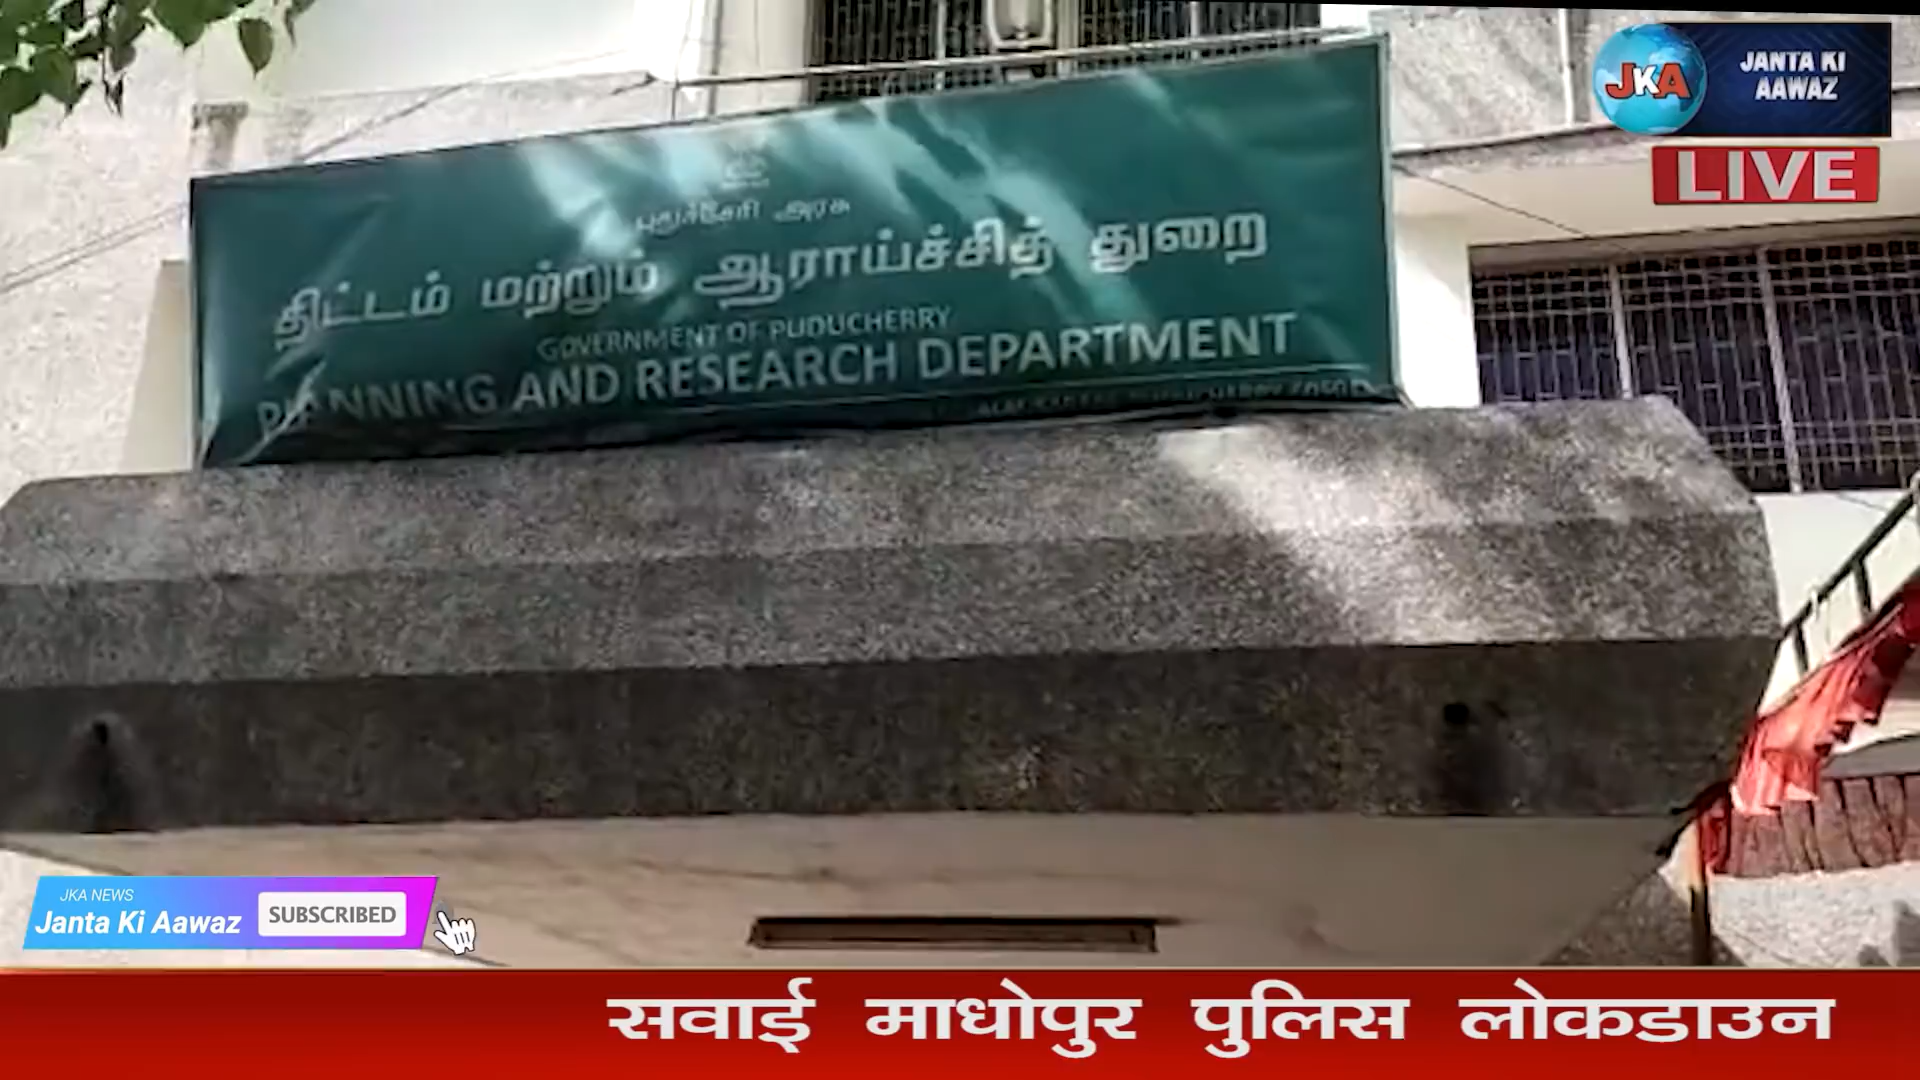 JKA
JANTA KI
AAWAZ
LIVE
புதுச்சேரி அரசு
திட்டம் மற்றும் ஆராய்ச்சித் துறை
GOVERNMENT OF PUDUCHERRY
PLANNING AND RESEARCH DEPARTMENT
JKA NEWS
Janta Ki Aawaz
SUBSCRIBED
सवाई माधोपुर पुलिस लोकडाउन